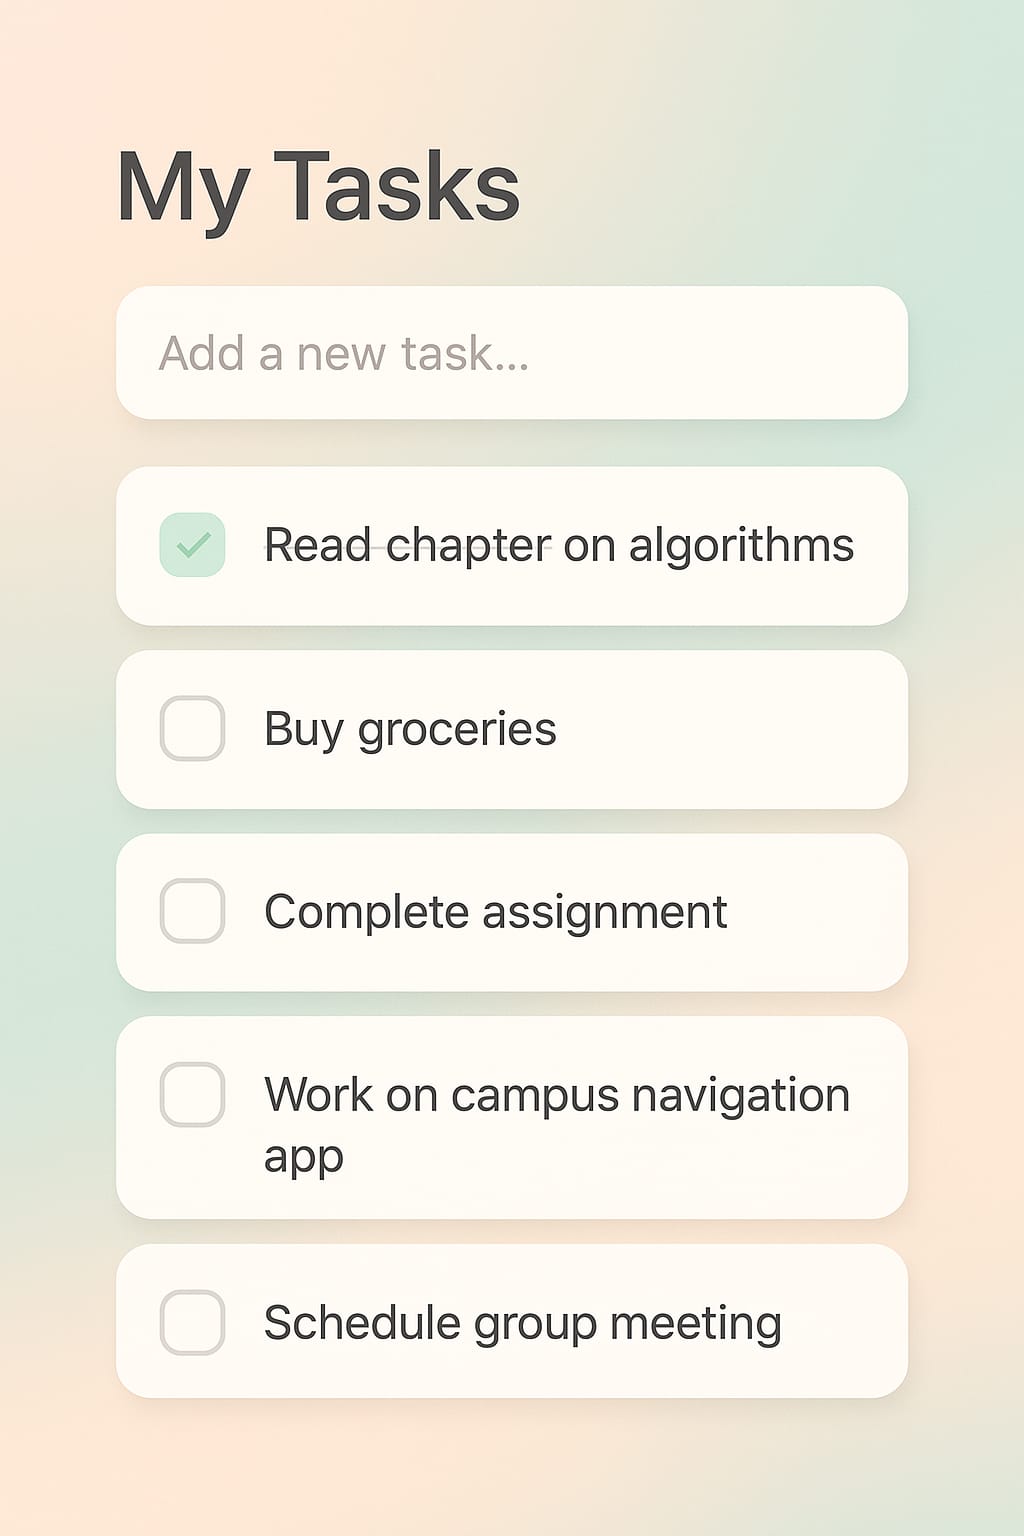 My Tasks
Add a new task...
Read chapter on algorithms
Buy groceries
Complete assignment
Work on campus navigation
app
Schedule group meeting